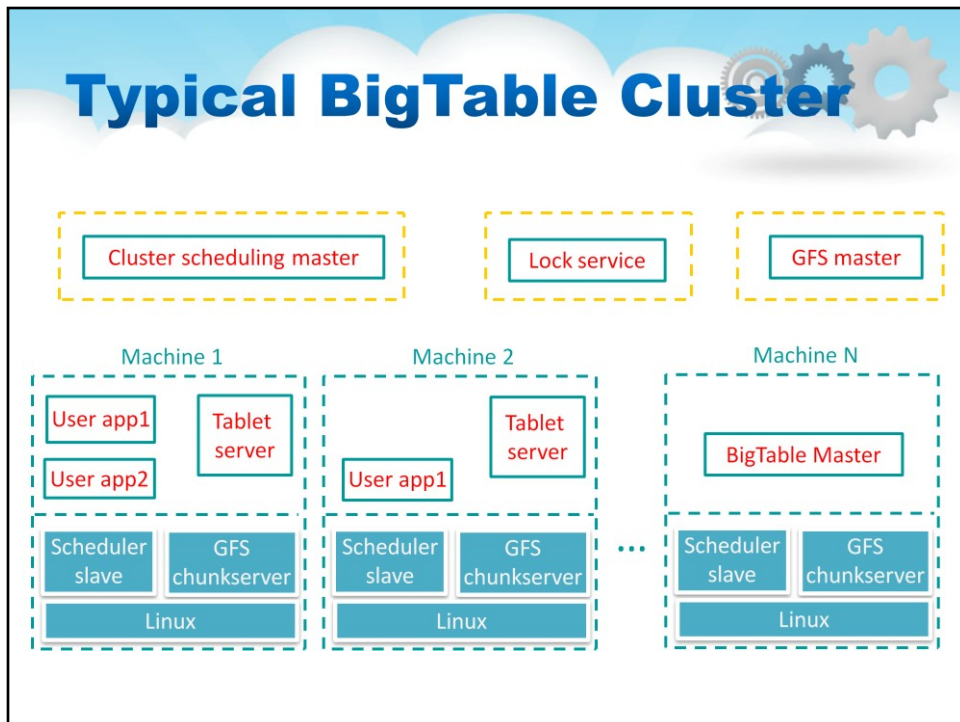 Typical BigTable Cluster
Cluster scheduling master
Lock service
GFS master
Machine 1
Machine 2
Machine N
User app1
User app2
Tablet
server
User app1
Tablet
server
BigTable Master
Scheduler
slave
GFS
chunkserver
Linux
Scheduler
slave
GFS
chunkserver
Linux
...
Scheduler
slave
GFS
chunkserver
Linux